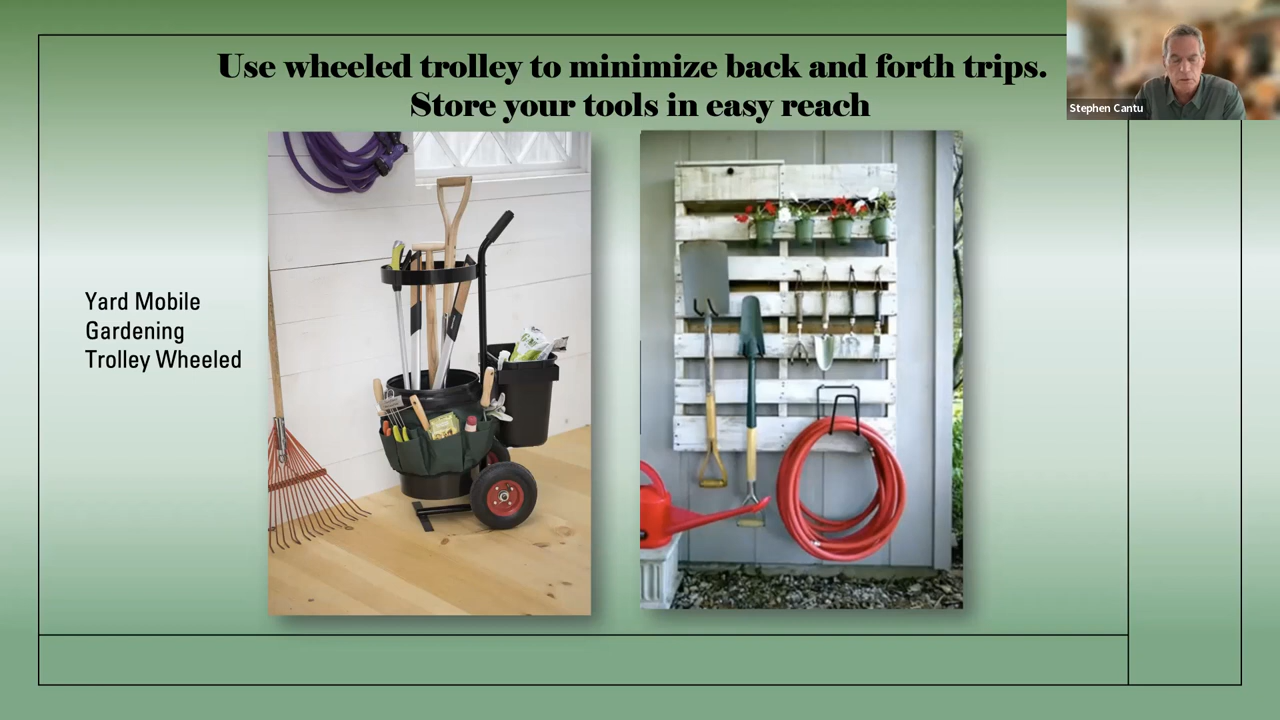 Use wheeled trolley to minimize back and forth trips.
Store your tools in easy reach
Stephen Cantu
Yard Mobile
Gardening
Trolley Wheeled